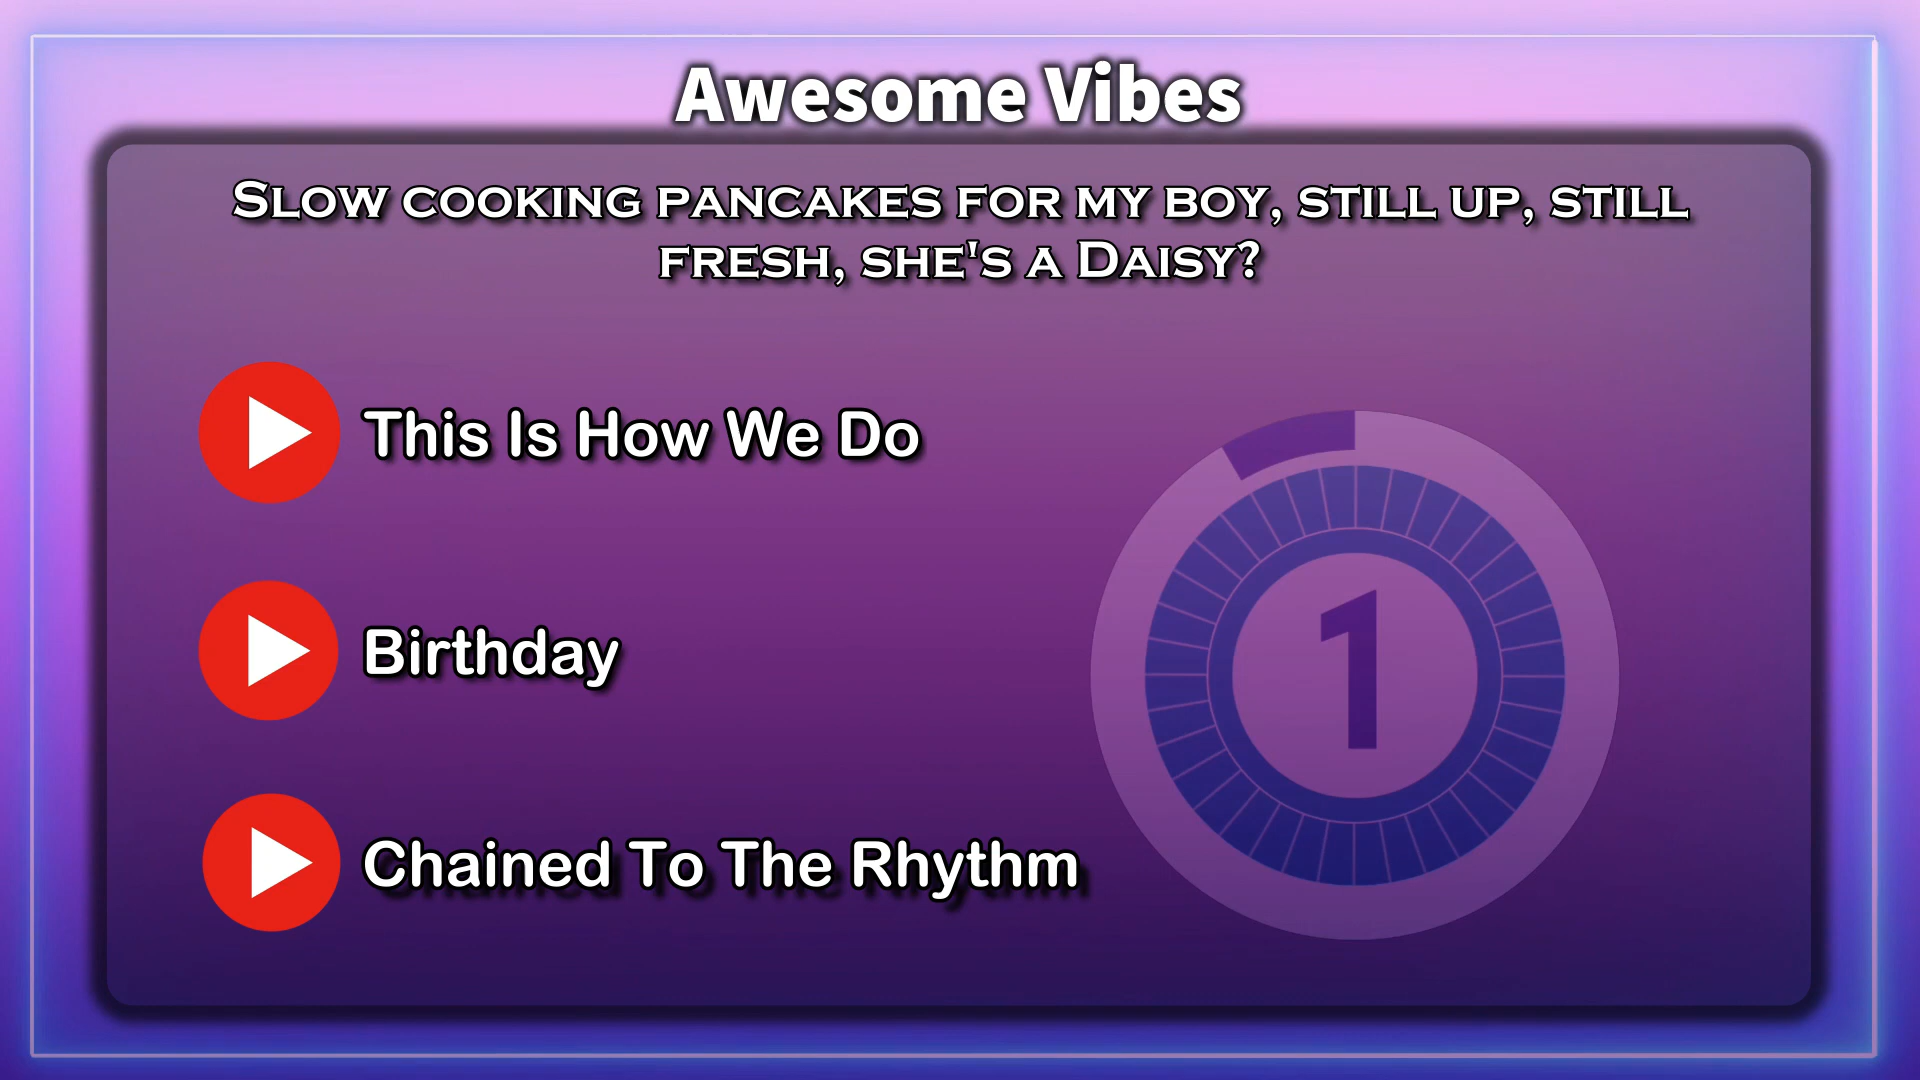 Awesome Vibes
Slow cooking pancakes for my boy, still up, still
fresh, she's a Daisy?
This Is How We Do
Birthday
1
Chained To The Rhythm